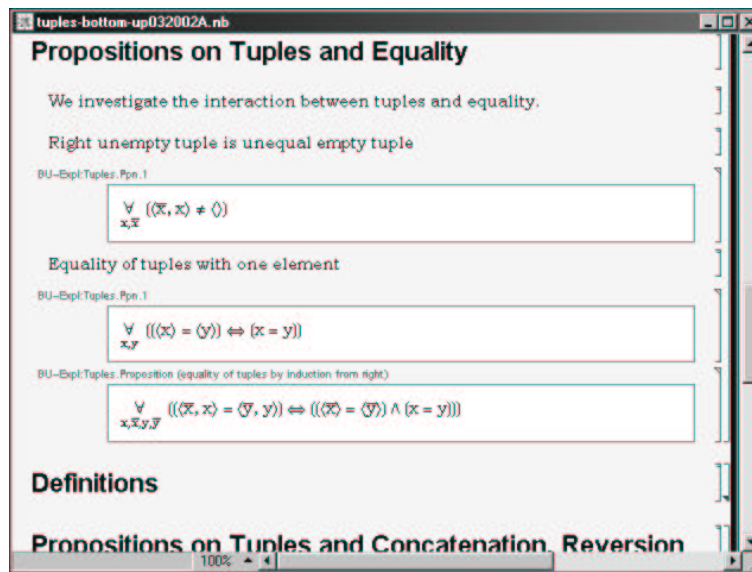 tuples-bottom-up032002A.nb
Propositions on Tuples and Equality
We investigate the interaction between tuples and equality.
Right unempty tuple is unequal empty tuple
BU-Expl:Tuples.Ppn.1
∀ (⟨x̅, x⟩ ≠ ⟨⟩)
x,x̅
Equality of tuples with one element
BU-Expl:Tuples.Ppn.1
∀ ((⟨x⟩ = ⟨y⟩) ⇔ (x = y))
x,y
BU-Expl:Tuples.Proposition (equality of tuples by induction from right)
∀ ((⟨x̅, x⟩ = ⟨y̅, y⟩) ⇔ ((⟨x̅⟩ = ⟨y̅⟩) ∧ (x = y)))
x,x̅,y,y̅
Definitions
Propositions on Tuples and Concatenation, Reversion
100%